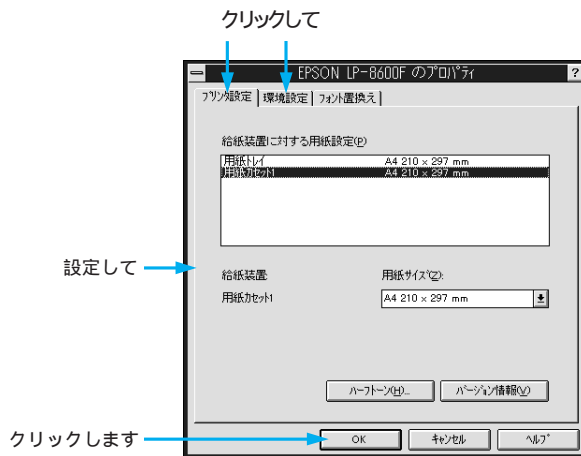 クリックして
EPSON LP-8600F のプロパティ ?
プリンタ設定 環境設定 フォント置換え
給紙装置に対する用紙設定(P)
用紙トレイ A4 210 × 297 mm
用紙カセット1 A4 210 × 297 mm
設定して
給紙装置: 用紙サイズ(Z):
用紙カセット1 A4 210 × 297 mm
ハーフトーン(H)... バージョン情報(V)
クリックします
OK キャンセル ヘルプ